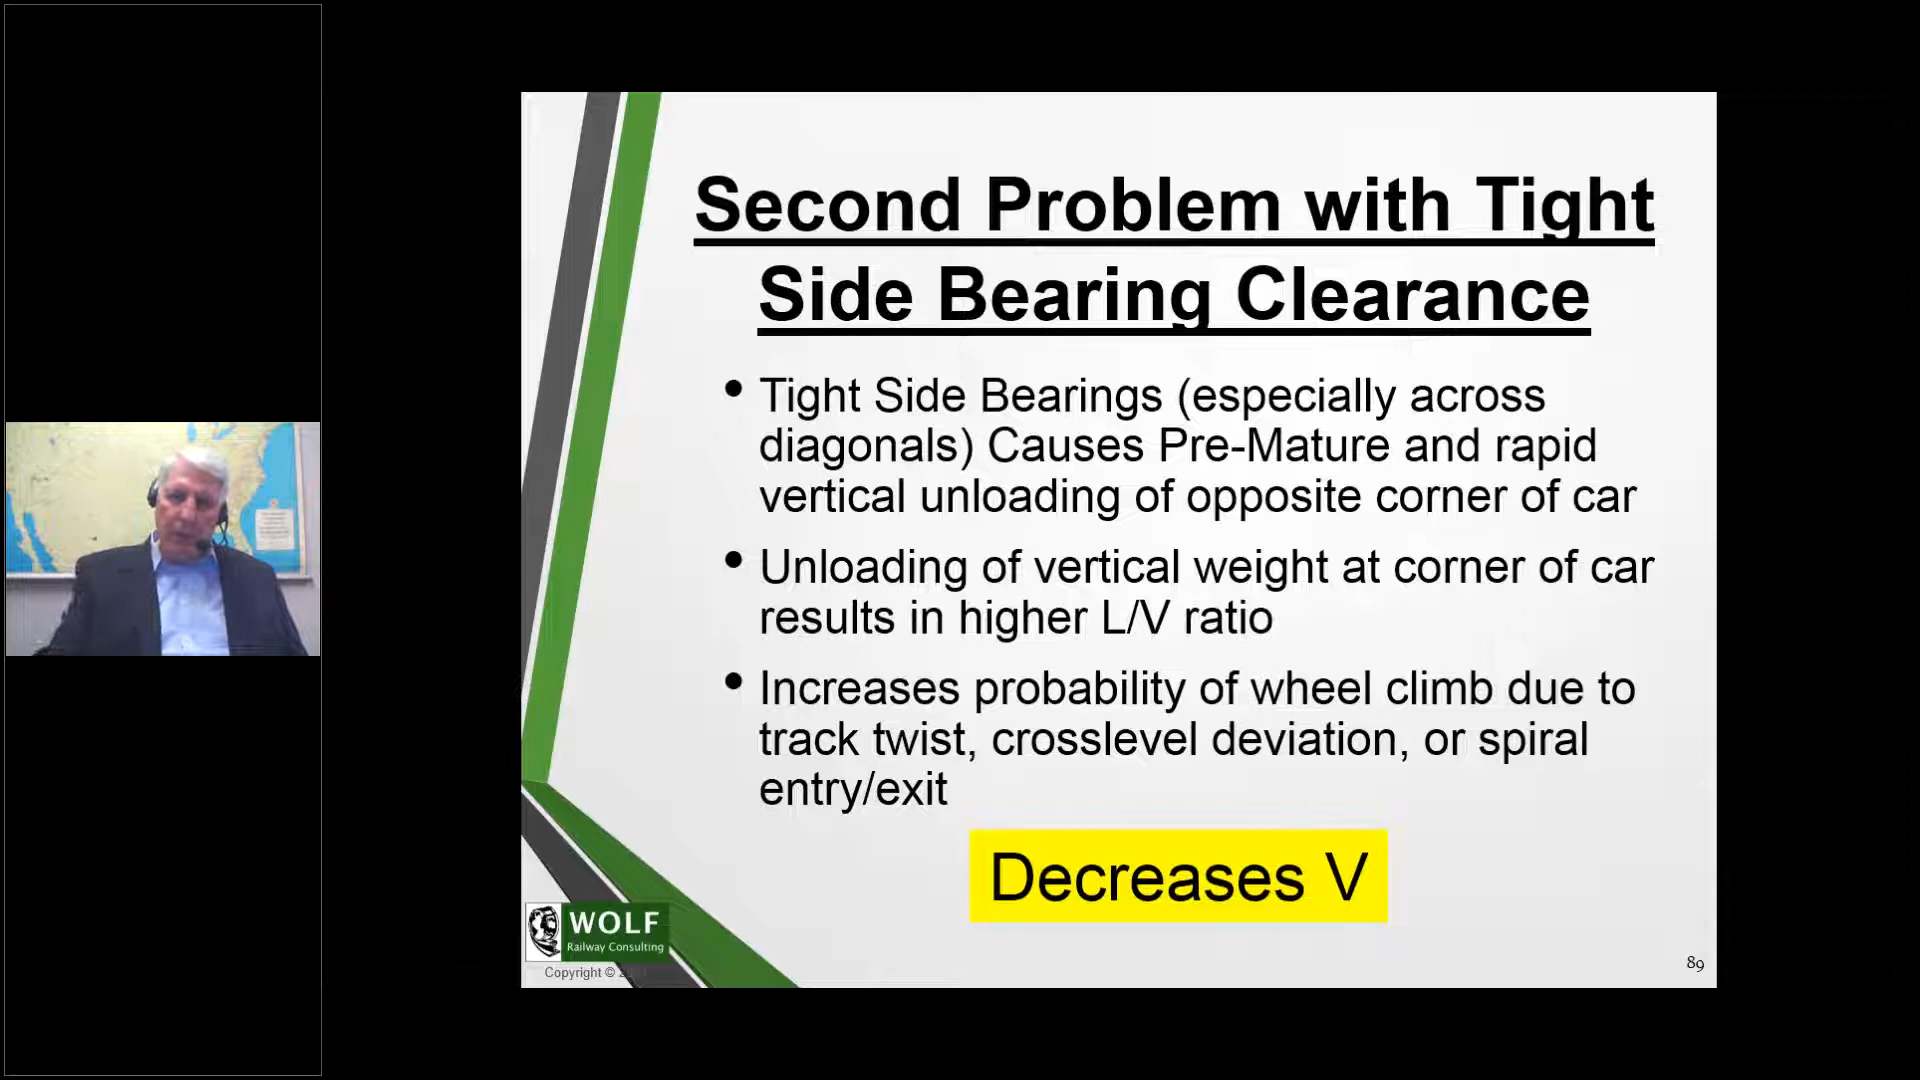 Second Problem with Tight
Side Bearing Clearance
• Tight Side Bearings (especially across
diagonals) Causes Pre-Mature and rapid
vertical unloading of opposite corner of car
• Unloading of vertical weight at corner of car
results in higher L/V ratio
• Increases probability of wheel climb due to
track twist, crosslevel deviation, or spiral
entry/exit
Decreases V
WOLF
Railway Consulting
Copyright ©
89